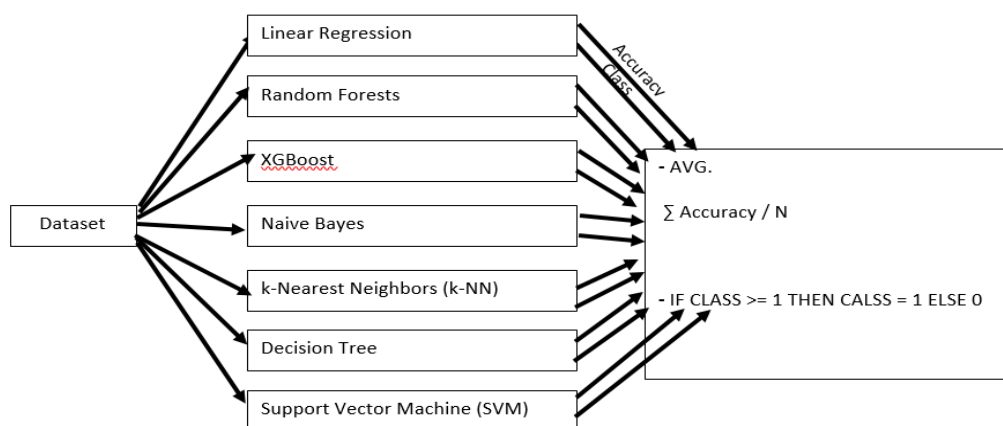 Linear Regression
Accuracy
Class
Random Forests
XGBoost
- AVG.
Dataset
Naive Bayes
∑ Accuracy / N
k-Nearest Neighbors (k-NN)
- IF CLASS >= 1 THEN CALSS = 1 ELSE 0
Decision Tree
Support Vector Machine (SVM)